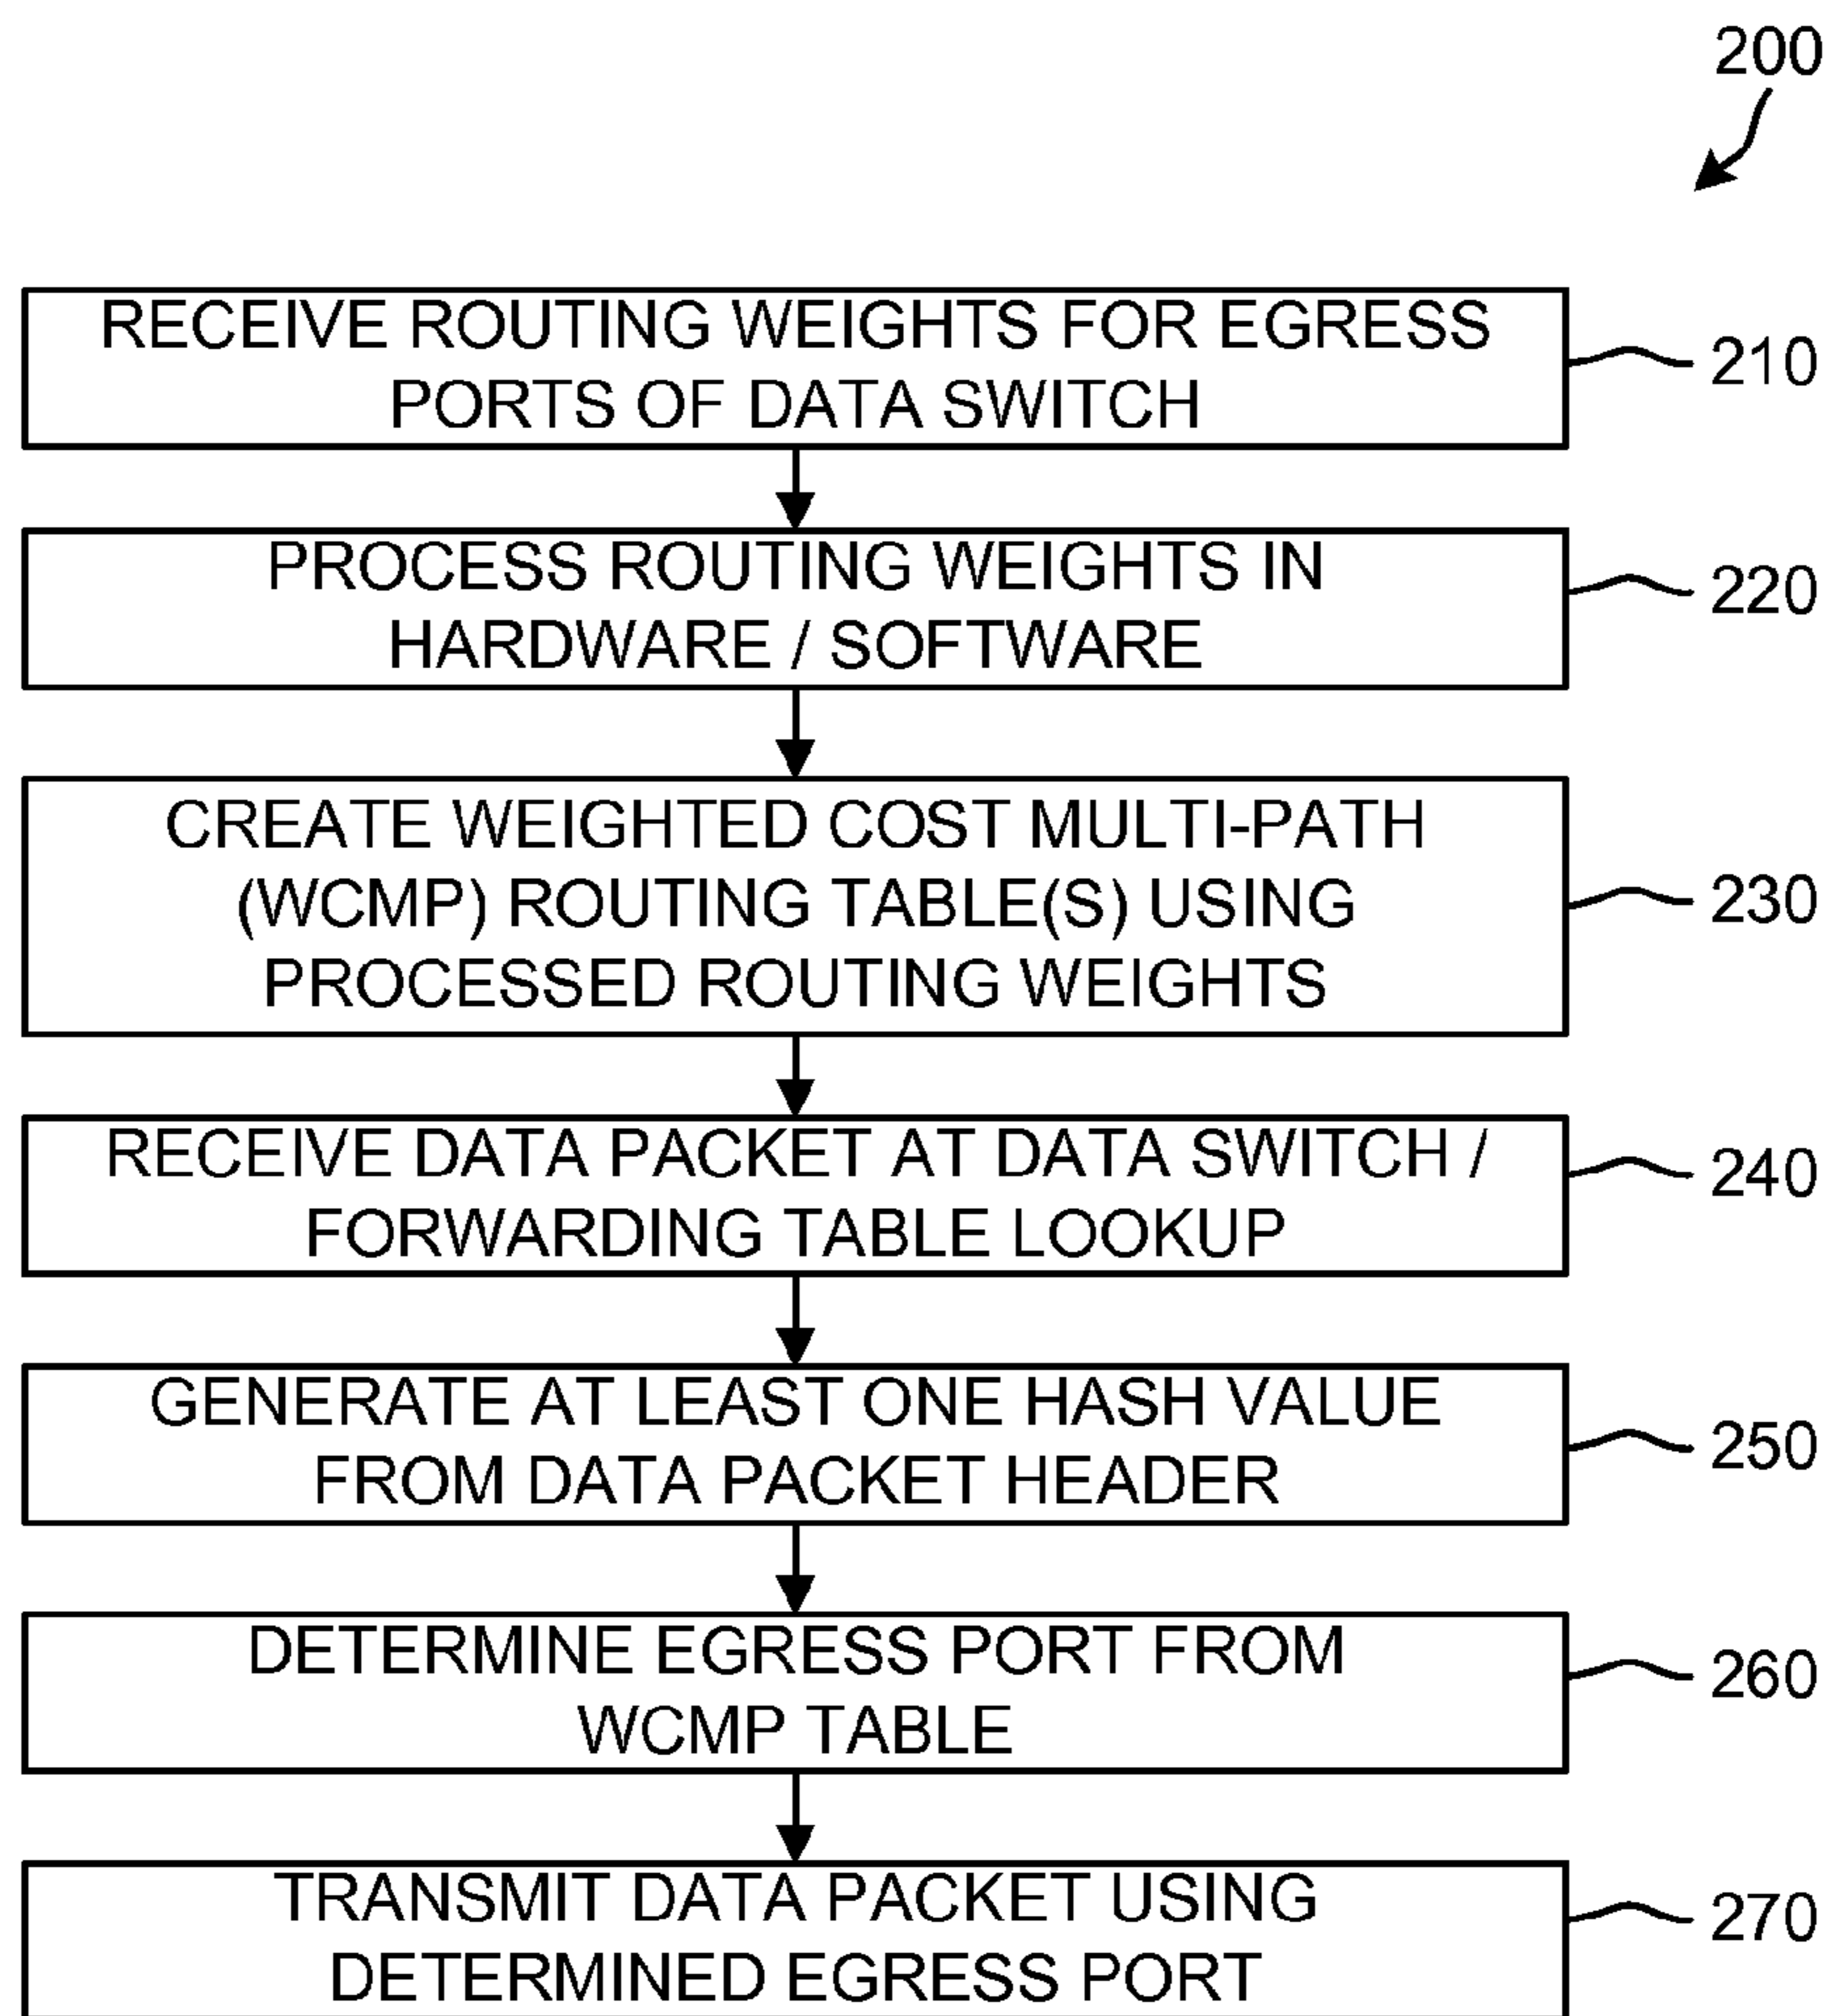 200
RECEIVE ROUTING WEIGHTS FOR EGRESS
PORTS OF DATA SWITCH
210
PROCESS ROUTING WEIGHTS IN
HARDWARE / SOFTWARE
220
CREATE WEIGHTED COST MULTI-PATH
(WCMP) ROUTING TABLE(S) USING
PROCESSED ROUTING WEIGHTS
230
RECEIVE DATA PACKET AT DATA SWITCH /
FORWARDING TABLE LOOKUP
240
GENERATE AT LEAST ONE HASH VALUE
FROM DATA PACKET HEADER
250
DETERMINE EGRESS PORT FROM
WCMP TABLE
260
TRANSMIT DATA PACKET USING
DETERMINED EGRESS PORT
270